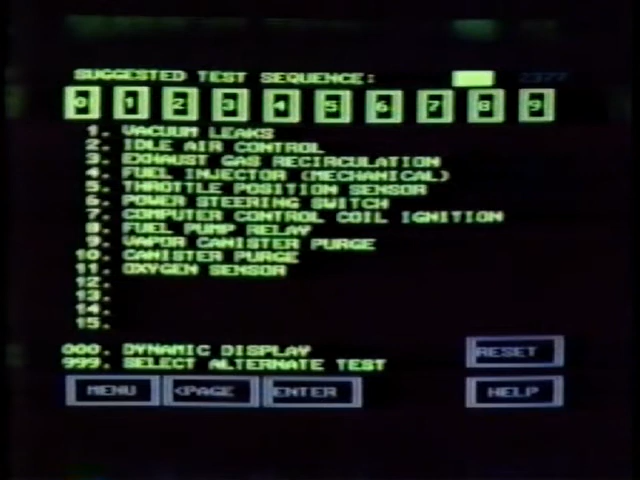 SUGGESTED TEST SEQUENCE: 2377
0 1 2 3 4 5 6 7 8 9
1. VACUUM LEAKS
2. IDLE AIR CONTROL
3. EXHAUST GAS RECIRCULATION
4. FUEL INJECTOR (MECHANICAL)
5. THROTTLE POSITION SENSOR
6. POWER STEERING SWITCH
7. COMPUTER CONTROL COIL IGNITION
8. FUEL PUMP RELAY
9. VAPOR CANISTER PURGE
10. CANISTER PURGE
11. OXYGEN SENSOR
12.
13.
14.
15.
000. DYNAMIC DISPLAY
999. SELECT ALTERNATE TEST
RESET
MENU <PAGE ENTER HELP